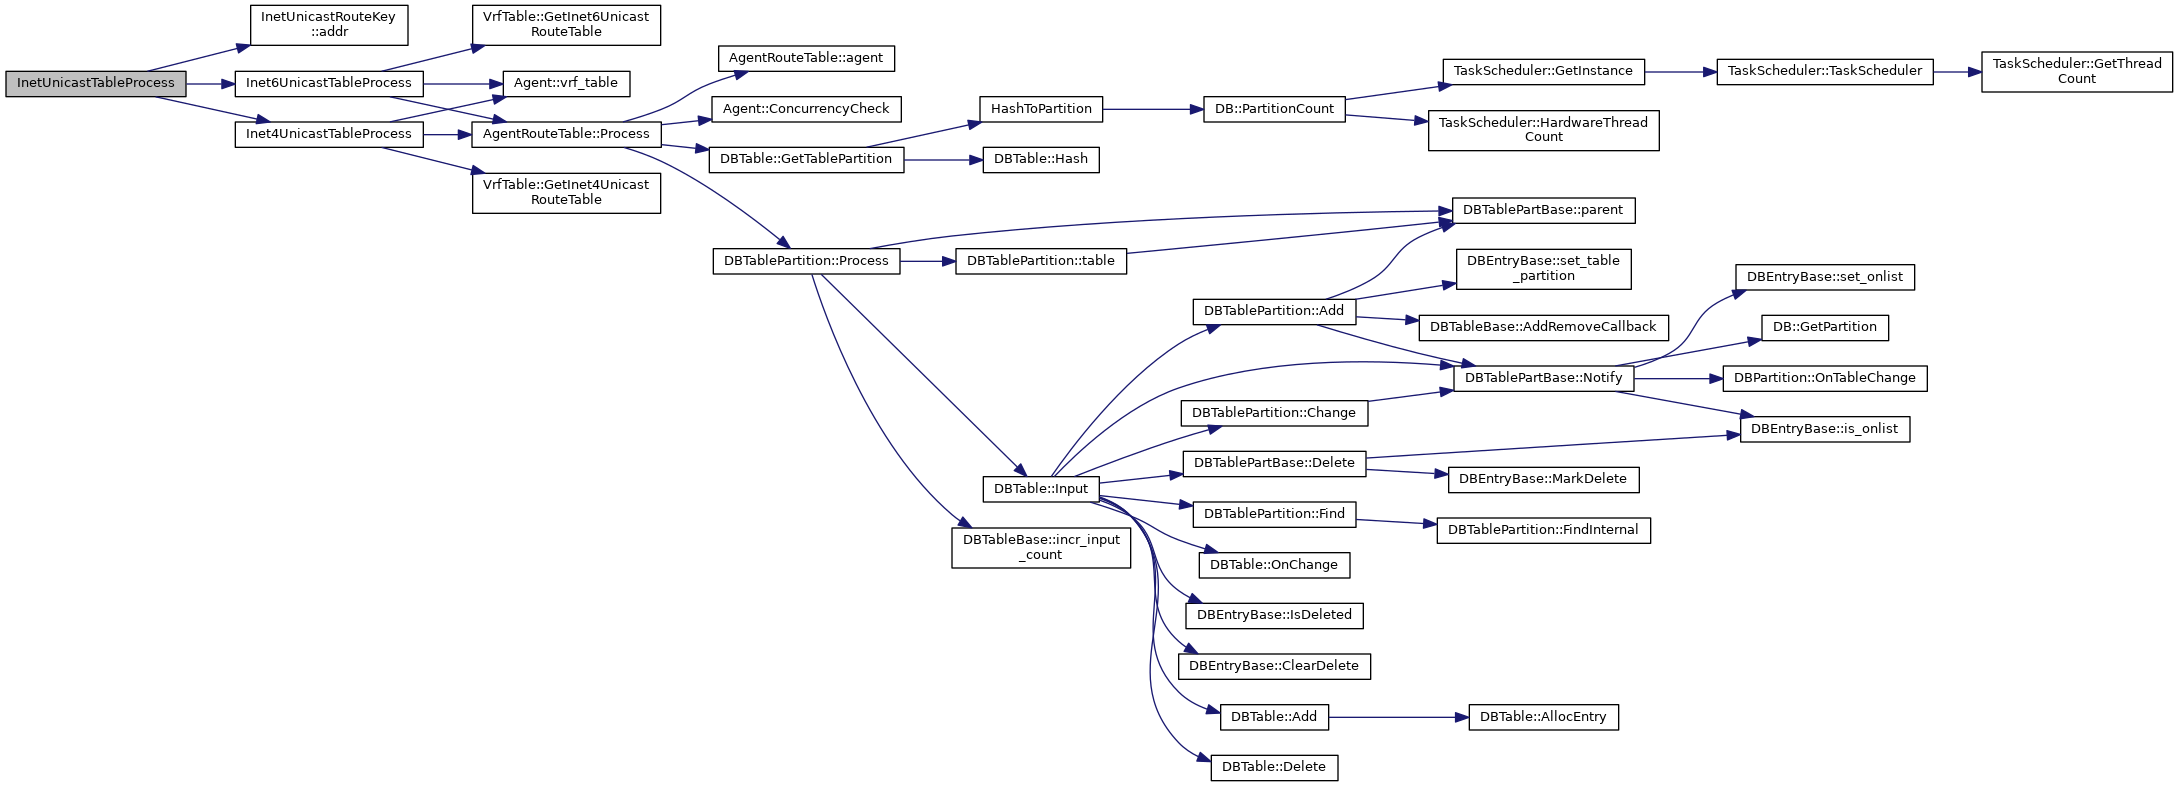 InetUnicastTableProcess
InetUnicastRouteKey
::addr
Inet6UnicastTableProcess
Inet4UnicastTableProcess
VrfTable::GetInet6Unicast
RouteTable
Agent::vrf_table
AgentRouteTable::Process
VrfTable::GetInet4Unicast
RouteTable
AgentRouteTable::agent
Agent::ConcurrencyCheck
DBTable::GetTablePartition
DBTablePartition::Process
HashToPartition
DBTable::Hash
DBTablePartition::table
DBTable::Input
DBTableBase::incr_input
_count
DB::PartitionCount
DBTablePartition::Add
DBTablePartition::Change
DBTablePartBase::Delete
DBTablePartition::Find
DBTable::OnChange
DBEntryBase::IsDeleted
DBEntryBase::ClearDelete
DBTable::Add
DBTable::Delete
TaskScheduler::GetInstance
TaskScheduler::HardwareThread
Count
DBTablePartBase::parent
DBEntryBase::set_table
_partition
DBTableBase::AddRemoveCallback
DBTablePartBase::Notify
DBEntryBase::MarkDelete
DBTablePartition::FindInternal
DBTable::AllocEntry
TaskScheduler::TaskScheduler
DBEntryBase::set_onlist
DB::GetPartition
DBPartition::OnTableChange
DBEntryBase::is_onlist
TaskScheduler::GetThread
Count